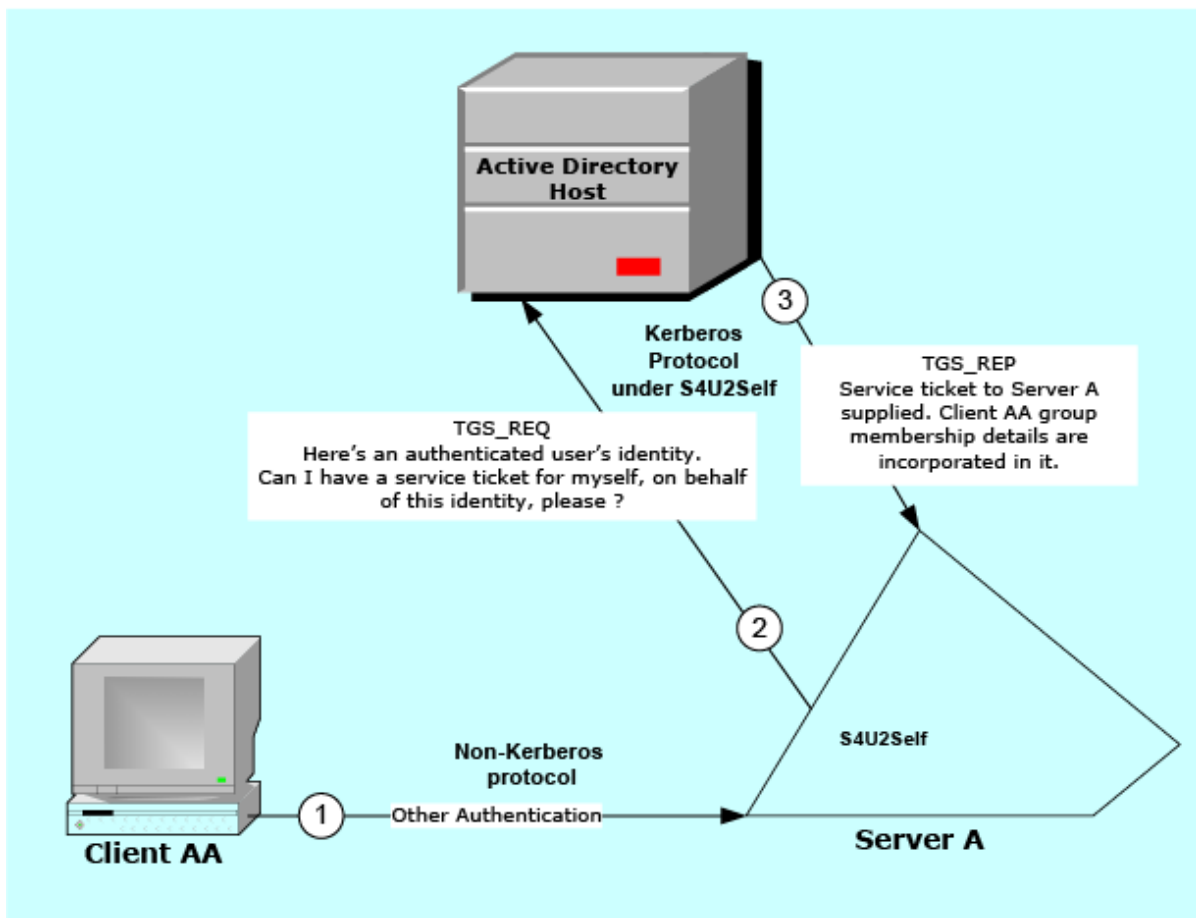 Active Directory
Host
3
Kerberos
Protocol
under S4U2Self
TGS_REP
Service ticket to Server A
supplied. Client AA group
membership details are
incorporated in it.
TGS_REQ
Here's an authenticated user's identity.
Can I have a service ticket for myself, on behalf
of this identity, please ?
2
S4U2Self
Non-Kerberos
protocol
1
Other Authentication
Client AA
Server A